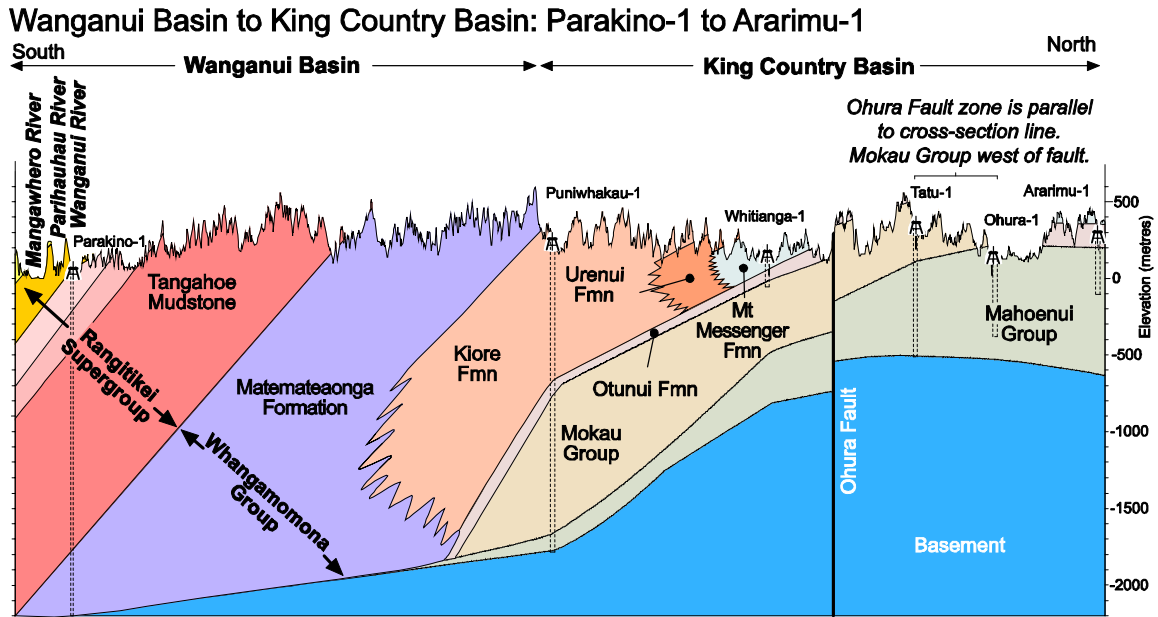 Wanganui Basin to King Country Basin: Parakino-1 to Ararimu-1
South
North
Wanganui Basin
King Country Basin
Mangawhero River
Parihauhau River
Wanganui River
Ohura Fault zone is parallel
to cross-section line.
Mokau Group west of fault.
Parakino-1
Puniwhakau-1
Whitianga-1
Tatu-1
Ohura-1
Ararimu-1
500
0
-500
-1000
-1500
-2000
Elevation (metres)
Tangahoe
Mudstone
Urenui
Fmn
Mt
Messenger
Fmn
Mahoenui
Group
Rangitikei
Supergroup
Matemateaonga
Formation
Kiore
Fmn
Otunui Fmn
Mokau
Group
Whangamomona
Group
Ohura Fault
Basement